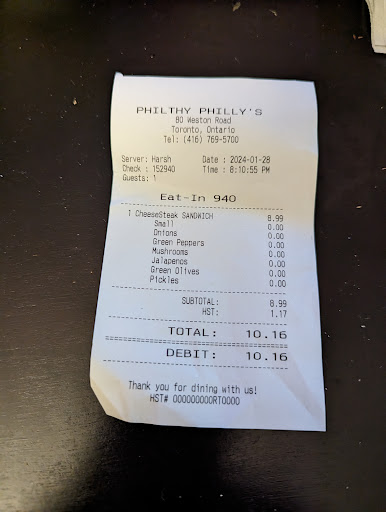 PHILTHY PHILLY'S
80 Weston Road
Toronto, Ontario
Tel: (416) 769-5700
Server: Harsh Date : 2024-01-28
Check : 152940 Time : 8:10:55 PM
Guests: 1
Eat-In 940
1 CheeseSteak SANDWICH 8.99
Small 0.00
Onions 0.00
Green Peppers 0.00
Mushrooms 0.00
Jalapenos 0.00
Green Olives 0.00
Pickles 0.00
SUBTOTAL: 8.99
HST: 1.17
TOTAL: 10.16
DEBIT: 10.16
Thank you for dining with us!
HST# 000000000RT0000